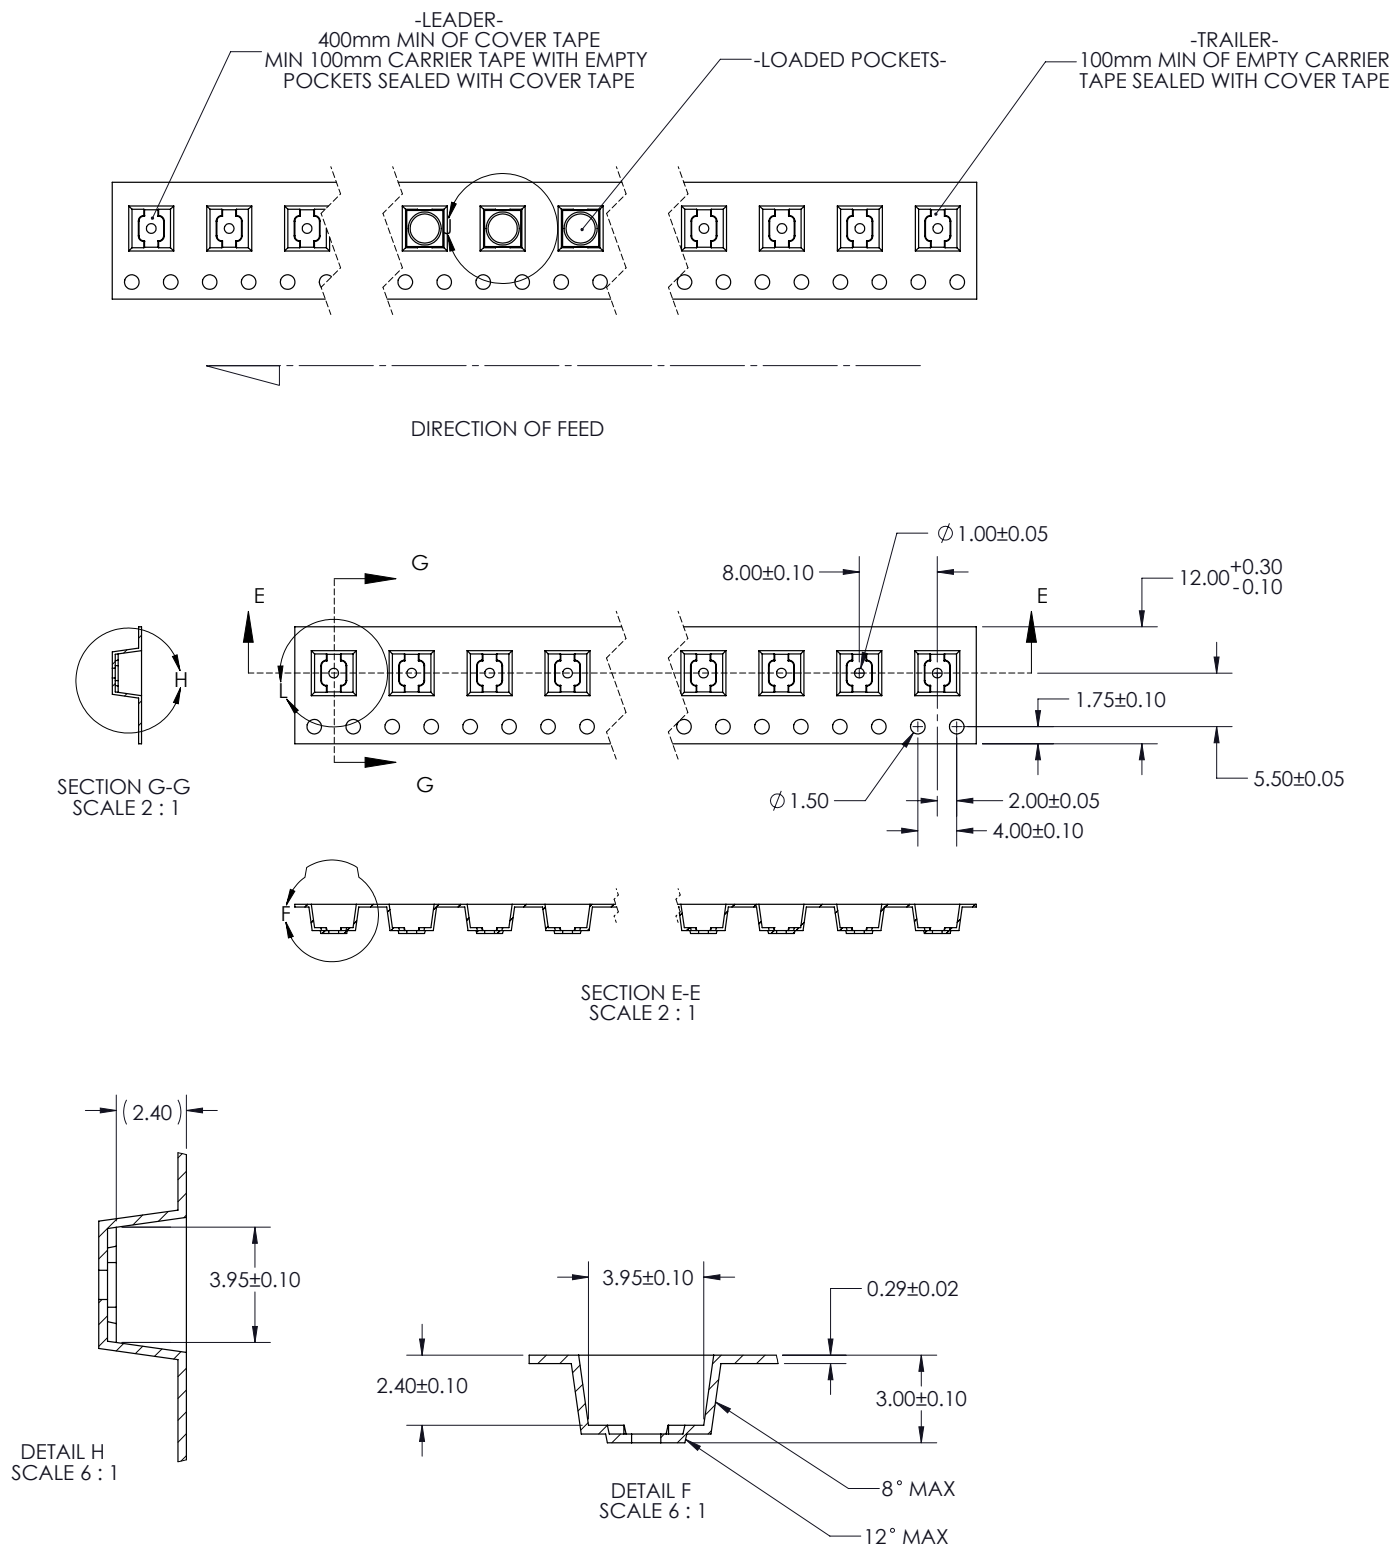 -LEADER-
400mm MIN OF COVER TAPE
MIN 100mm CARRIER TAPE WITH EMPTY
POCKETS SEALED WITH COVER TAPE
-LOADED POCKETS-
-TRAILER-
100mm MIN OF EMPTY CARRIER
TAPE SEALED WITH COVER TAPE
J
DIRECTION OF FEED
G
E
8.00±0.10
∅1.00±0.05
12.00 +0.30
-0.10
E
H
L
1.75±0.10
5.50±0.05
G
SECTION G-G
SCALE 2 : 1
∅1.50
2.00±0.05
4.00±0.10
F
SECTION E-E
SCALE 2 : 1
(2.40)
3.95±0.10
DETAIL H
SCALE 6 : 1
3.95±0.10
0.29±0.02
2.40±0.10
3.00±0.10
8° MAX
12° MAX
DETAIL F
SCALE 6 : 1